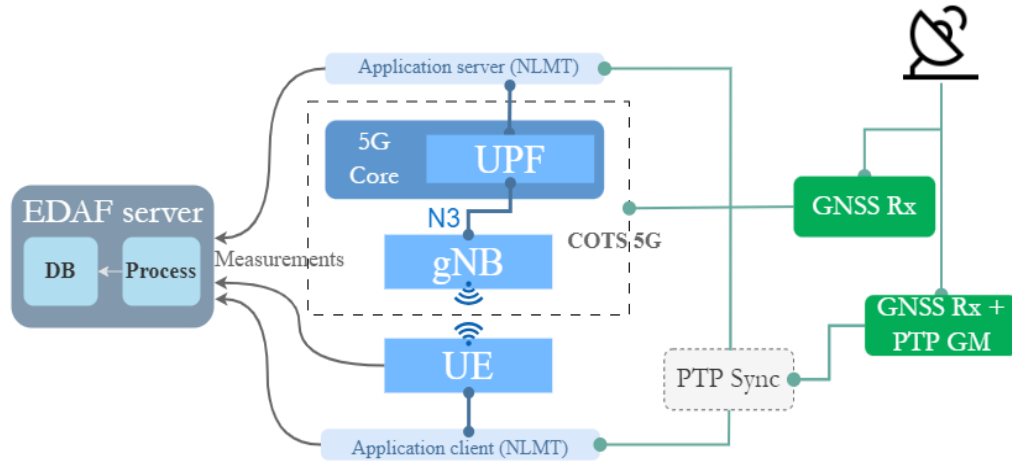 Application server (NLMT)
5G
Core
UPF
GNSS Rx
EDAF server
N3
COTS 5G
Measurements
DB
Process
gNB
GNSS Rx +
PTP GM
UE
PTP Sync
Application client (NLMT)